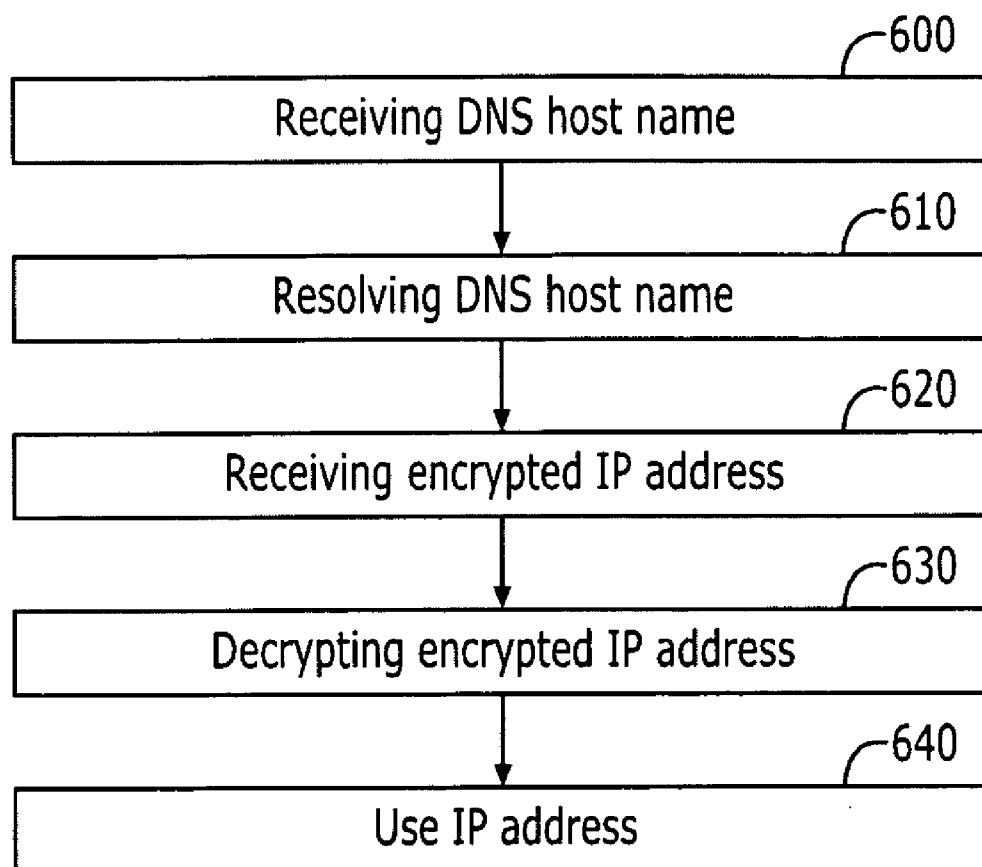 600
Receiving DNS host name
610
Resolving DNS host name
620
Receiving encrypted IP address
630
Decrypting encrypted IP address
640
Use IP address